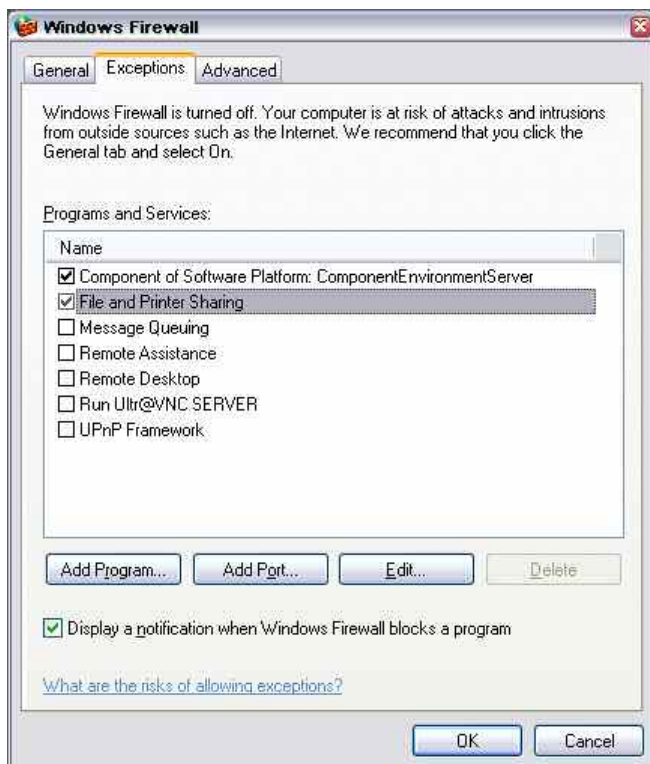 Windows Firewall
General Exceptions Advanced
Windows Firewall is turned off. Your computer is at risk of attacks and intrusions
from outside sources such as the Internet. We recommend that you click the
General tab and select On.
Programs and Services:
Name
Component of Software Platform: ComponentEnvironmentServer
File and Printer Sharing
Message Queuing
Remote Assistance
Remote Desktop
Run Ultr@VNC SERVER
UPnP Framework
Add Program... Add Port... Edit... Delete
Display a notification when Windows Firewall blocks a program
What are the risks of allowing exceptions?
OK Cancel